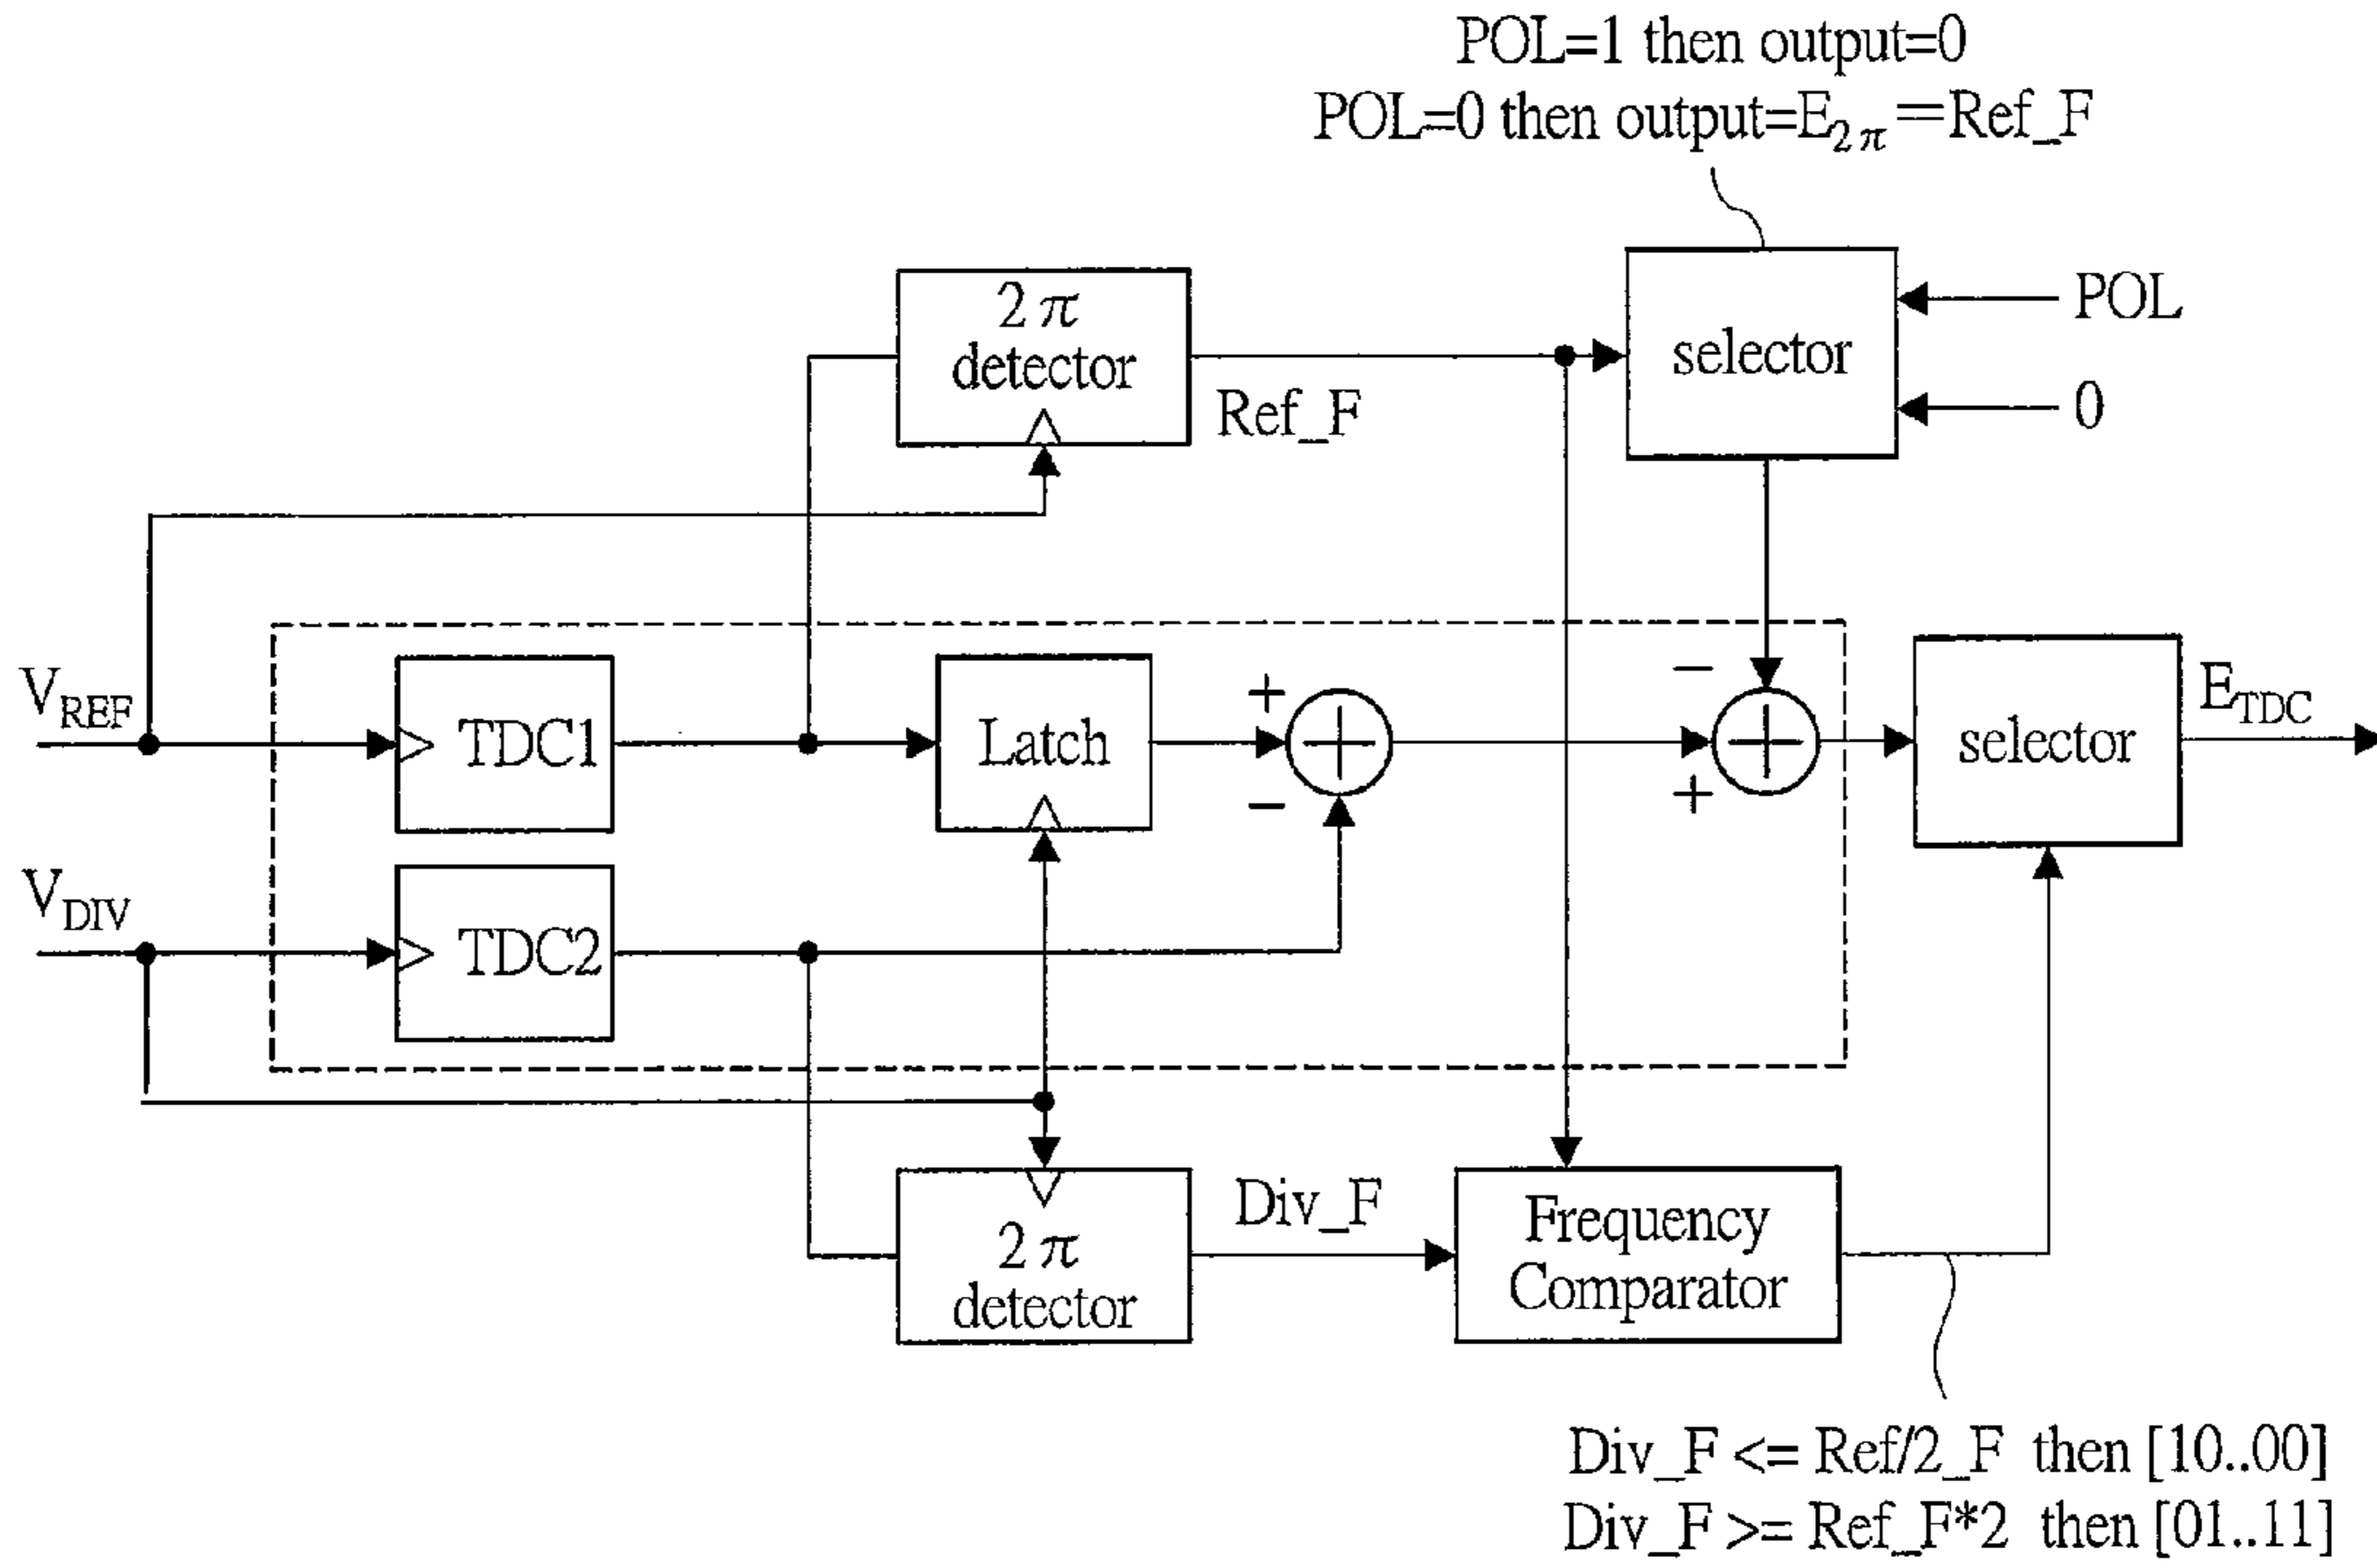 POL=1 then output=0
POL=0 then output=E2π=Ref_F
2π
detector
selector
POL
0
Ref_F
VREF
TDC1
Latch
+
−
−
+
selector
ETDC
VDIV
TDC2
Div_F
2π
detector
Frequency
Comparator
Div_F <= Ref/2_F then [10..00]
Div_F >= Ref_F*2 then [01..11]